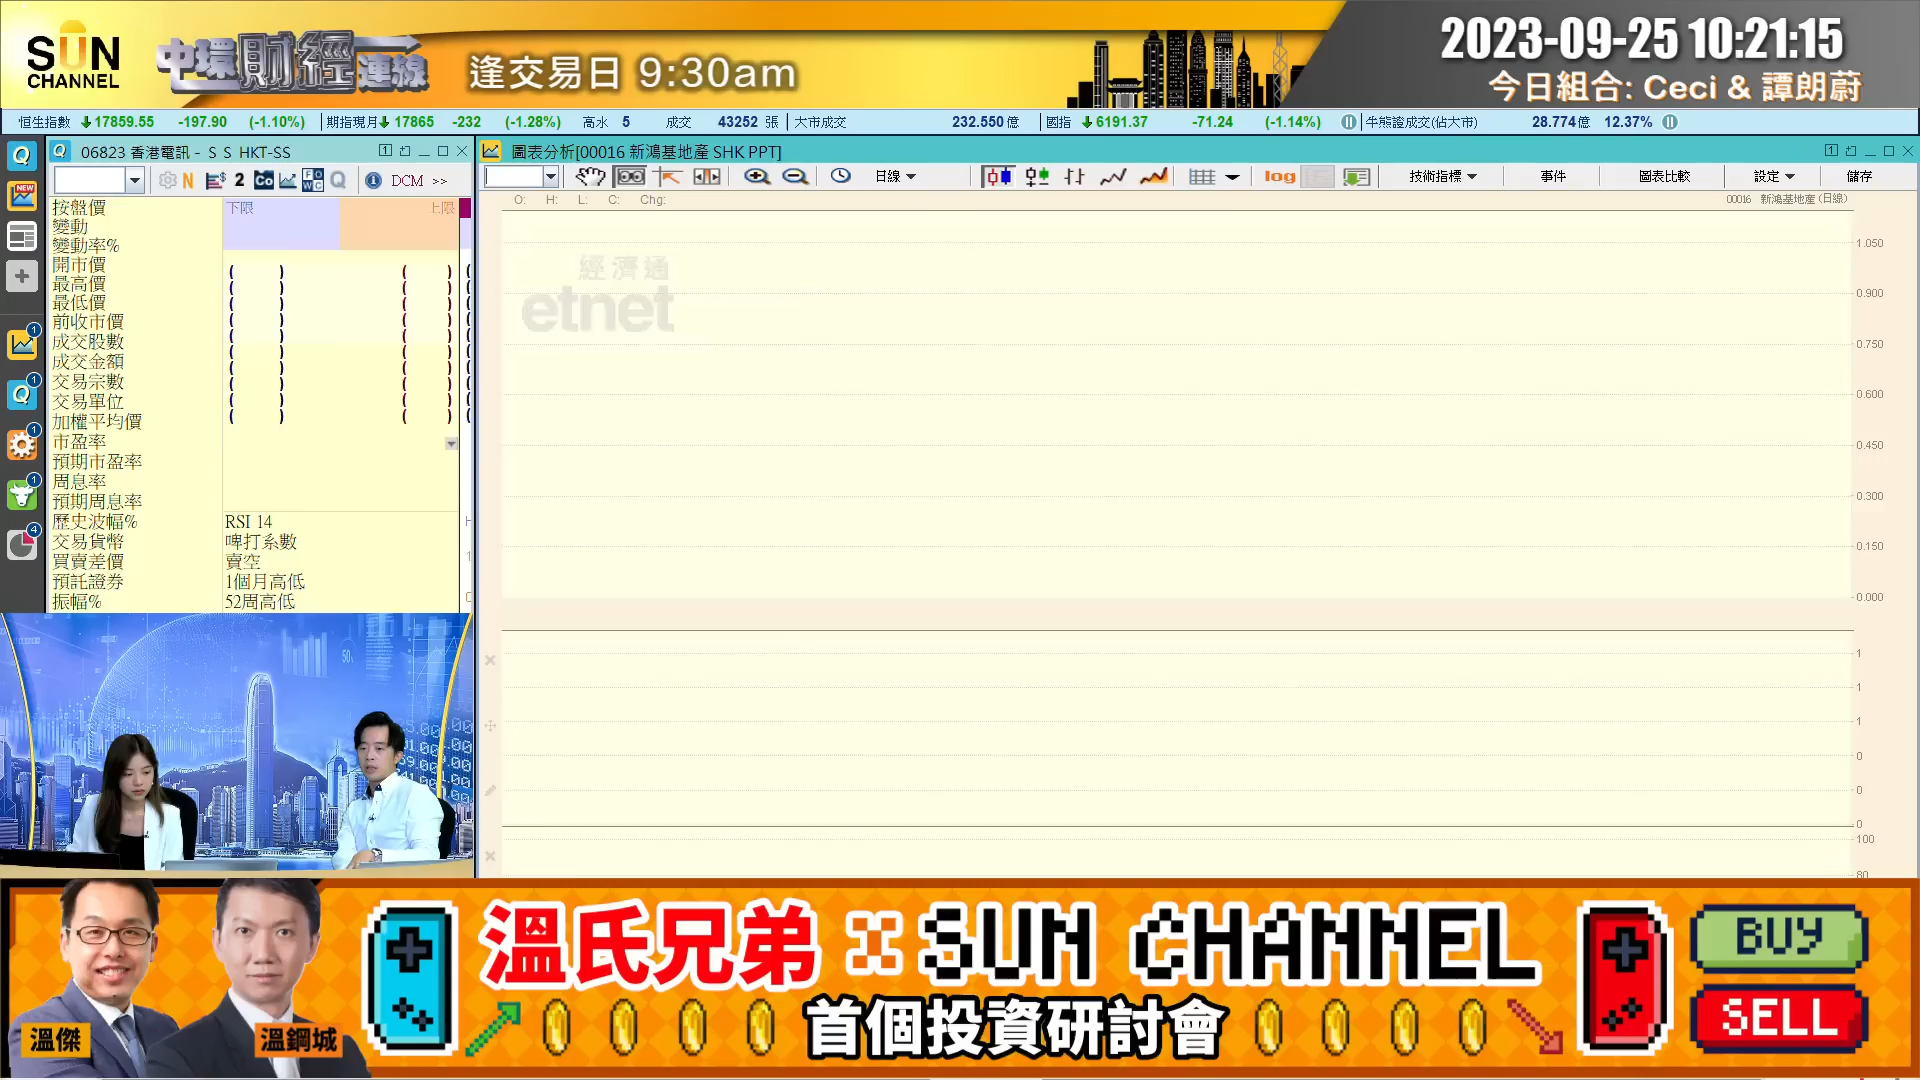 SUN
CHANNEL
中環財經連線
逢交易日 9:30am
2023-09-25 10:21:15
今日組合: Ceci & 譚朗蔚
恒生指數 17859.55 -197.90 (-1.10%) 期指現月 17865 -232 (-1.28%) 高水 5 成交 43252 張 大市成交 232.550 億 國指 6191.37 -71.24 (-1.14%) 牛熊證成交(佔大市) 28.774億 12.37%
06823 香港電訊 - S S HKT-SS
圖表分析[00016 新鴻基地產 SHK PPT]
N 2 Co FOWC Q DCM >>
日線 log 技術指標 事件 圖表比較 設定 儲存
O: H: L: C: Chg:
00016 新鴻基地產 (日線)
NEW
按盤價
變動
變動率%
開市價
最高價
最低價
前收市價
成交股數
成交金額
交易宗數
交易單位
加權平均價
市盈率
預期市盈率
周息率
預期周息率
歷史波幅%
交易貨幣
買賣差價
預託證券
振幅%
下限 上限
RSI 14
啤打系數
賣空
1個月高低
52周高低
經濟通
etnet
1.050
0.900
0.750
0.600
0.450
0.300
0.150
0.000
1
1
1
0
0
0
100
80
溫傑
溫鋼城
溫氏兄弟 X SUN CHANNEL
首個投資研討會
BUY
SELL